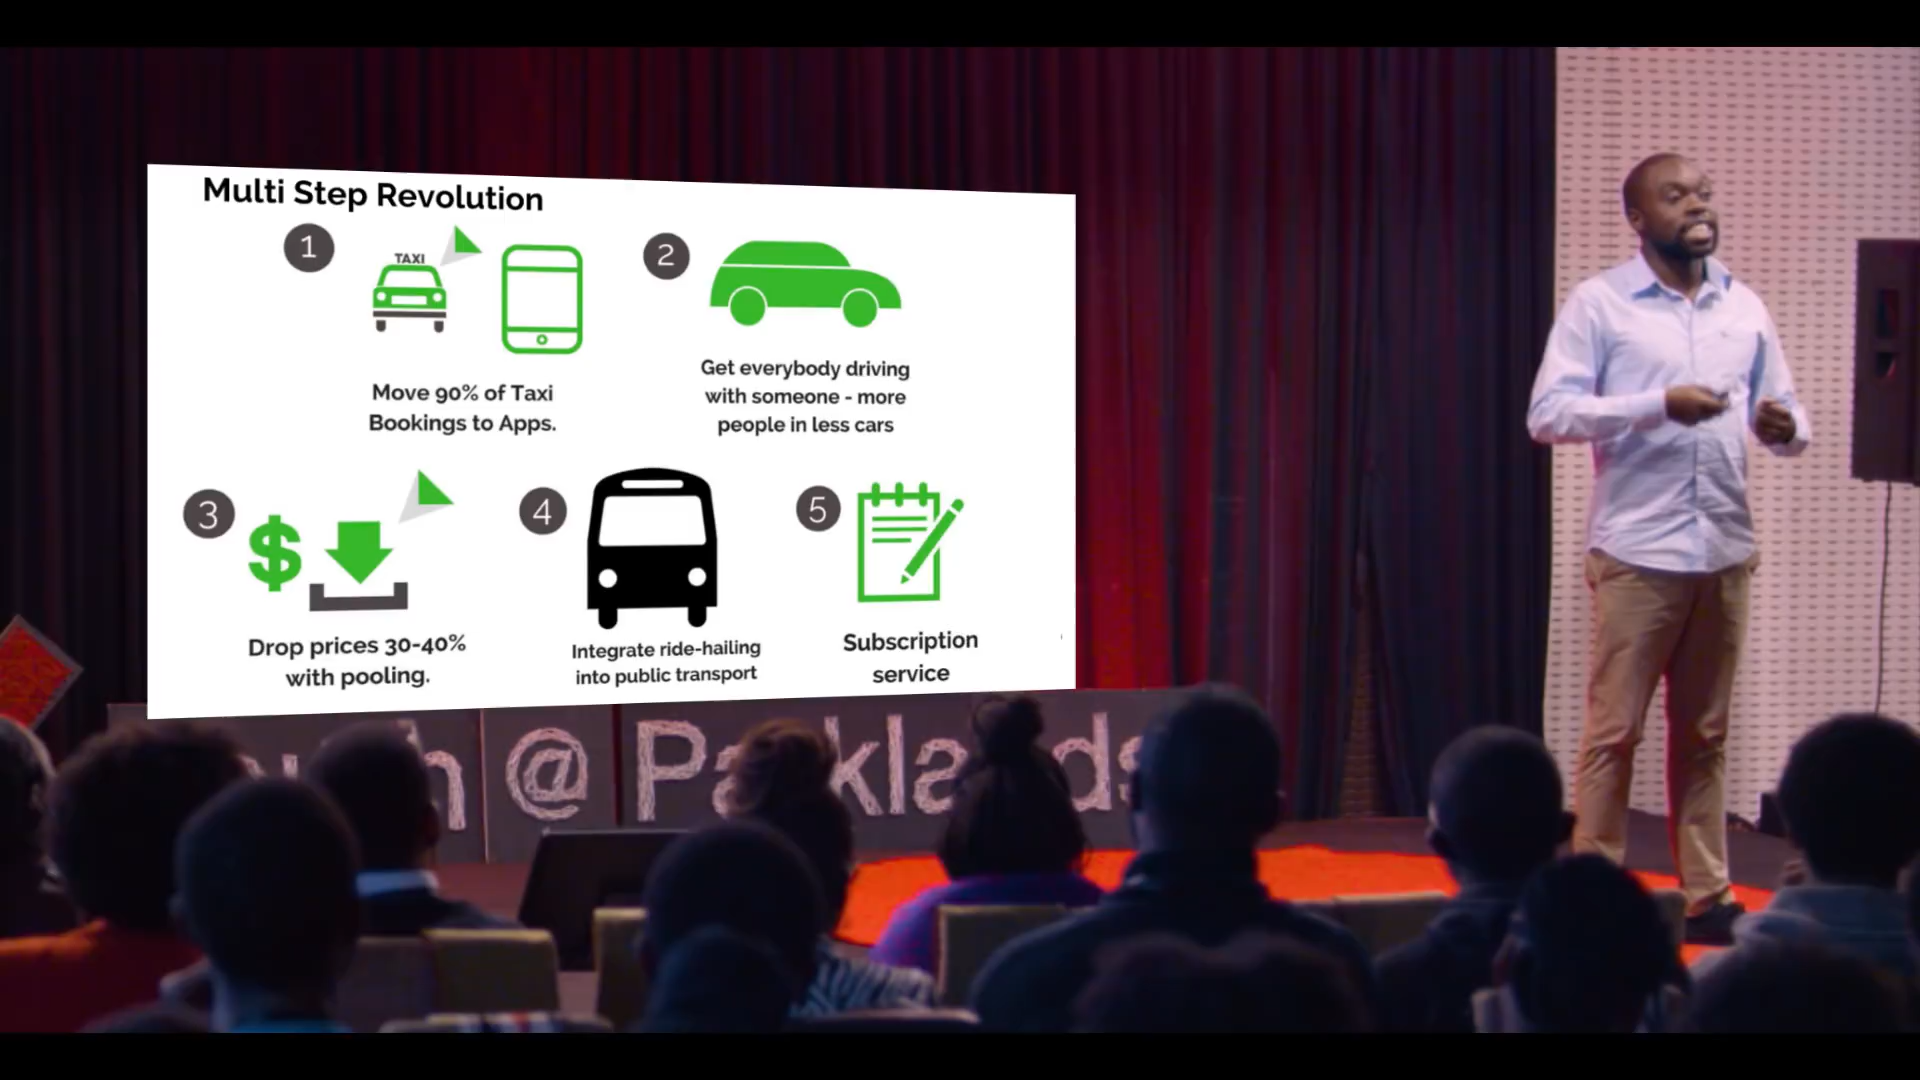 Multi Step Revolution
1
TAXI
Move 90% of Taxi
Bookings to Apps.
2
Get everybody driving
with someone - more
people in less cars
3
$
Drop prices 30-40%
with pooling.
4
Integrate ride-hailing
into public transport
5
Subscription
service
@